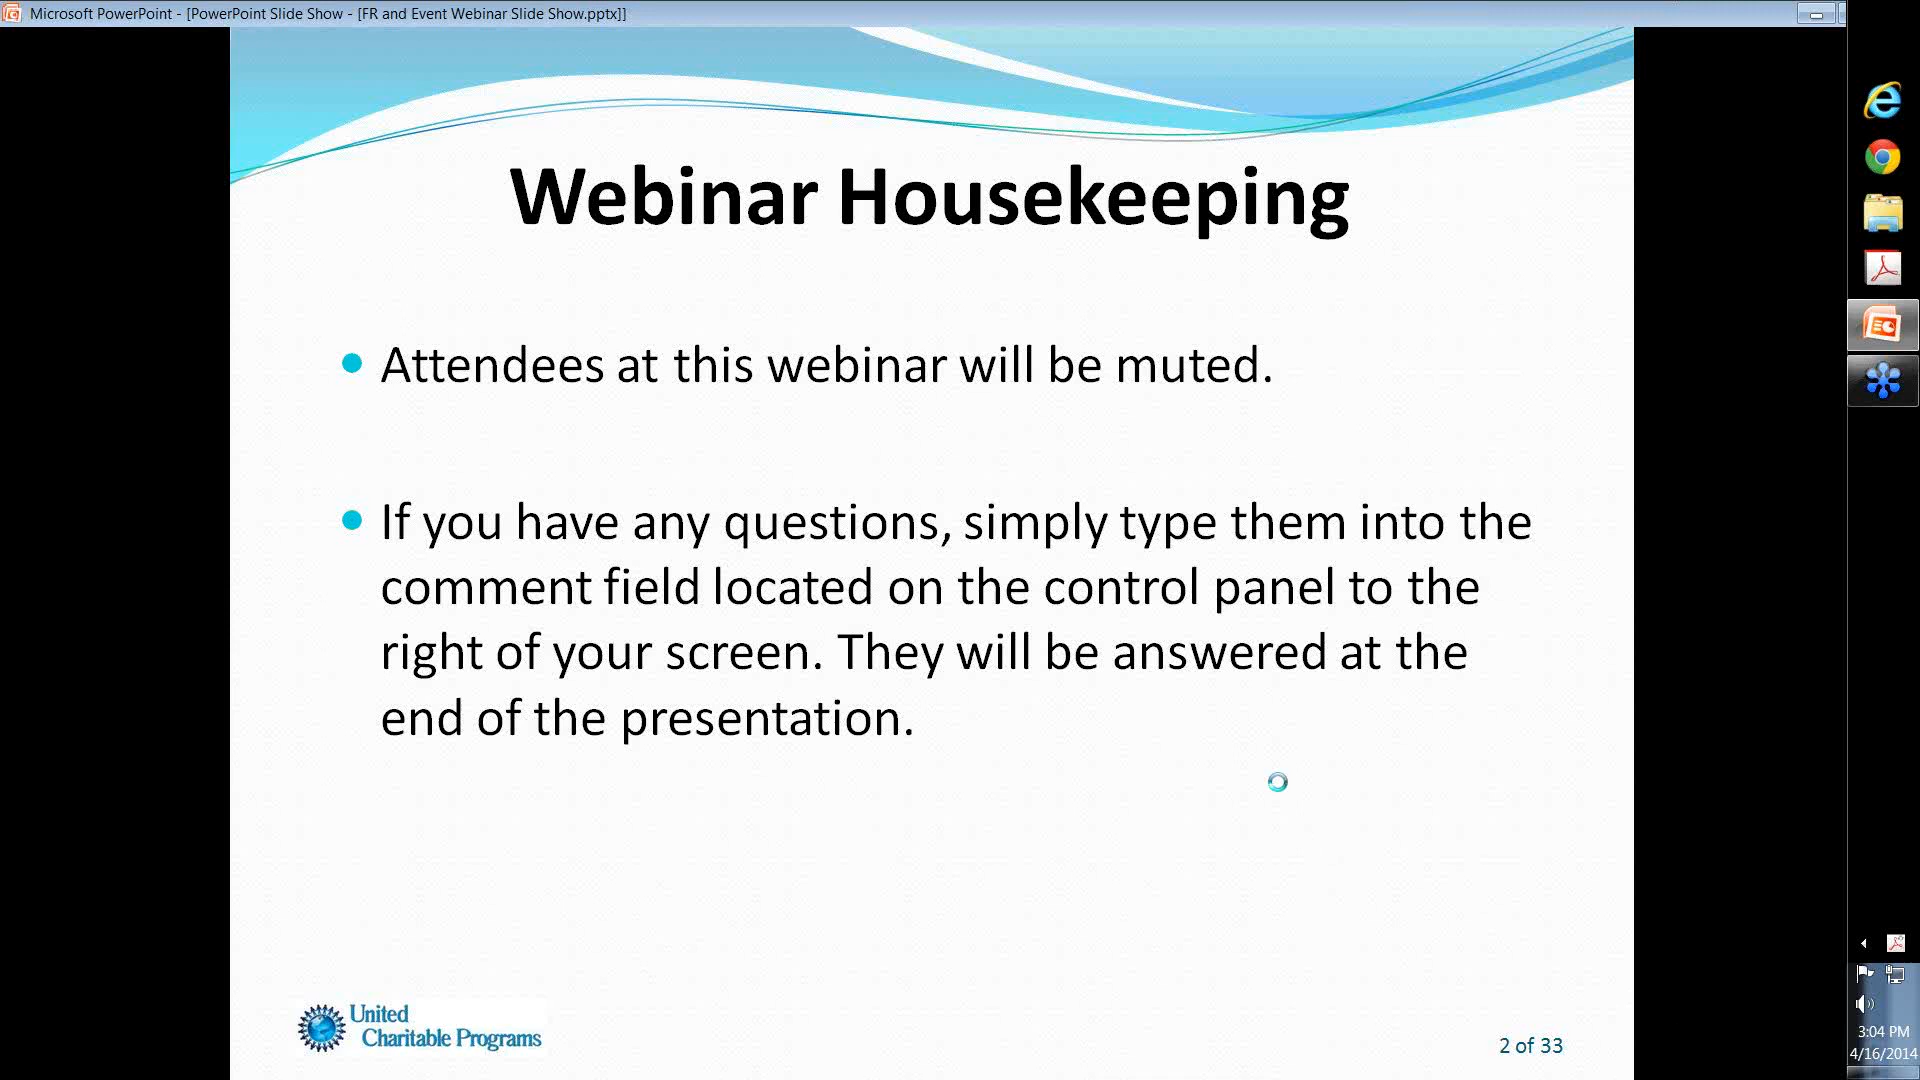 Microsoft PowerPoint - [PowerPoint Slide Show - [FR and Event Webinar Slide Show.pptx]]
Webinar Housekeeping
• Attendees at this webinar will be muted.
• If you have any questions, simply type them into the
comment field located on the control panel to the
right of your screen. They will be answered at the
end of the presentation.
United
Charitable Programs
2 of 33
3:04 PM
4/16/2014